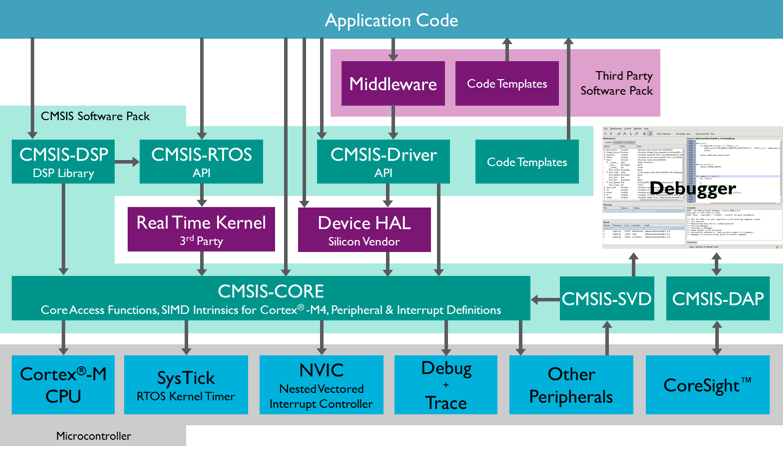 Application Code
Middleware
Code Templates
Third Party
Software Pack
CMSIS Software Pack
CMSIS-DSP
DSP Library
CMSIS-RTOS
API
CMSIS-Driver
API
Code Templates
Debugger
Real Time Kernel
3rd Party
Device HAL
Silicon Vendor
CMSIS-CORE
Core Access Functions, SIMD Intrinsics for Cortex®-M4, Peripheral & Interrupt Definitions
CMSIS-SVD
CMSIS-DAP
Cortex®-M
CPU
SysTick
RTOS Kernel Timer
NVIC
Nested Vectored
Interrupt Controller
Debug
+
Trace
Other
Peripherals
CoreSight™
Microcontroller